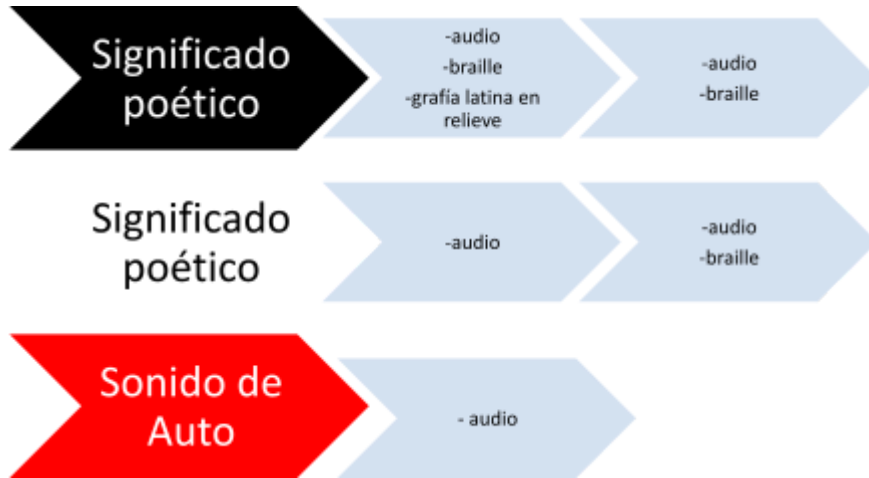 Significado
poético
-audio
-braille
-grafía latina en
relieve
-audio
-braille
Significado
poético
-audio
-audio
-braille
Sonido de
Auto
- audio